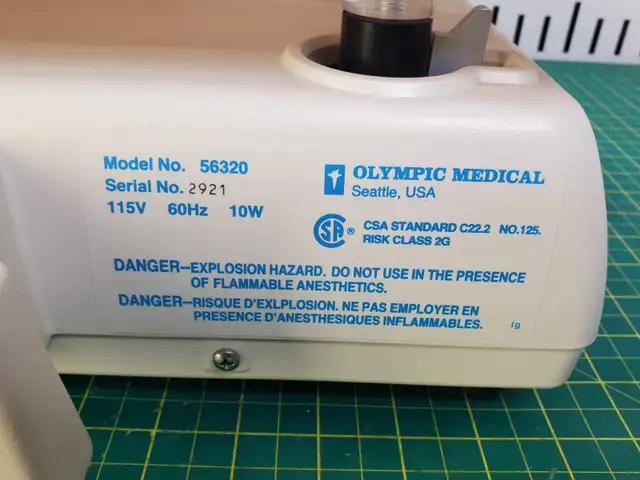 Model No. 56320
Serial No. 2921
115V 60Hz 10W
OLYMPIC MEDICAL
Seattle, USA
CSA ® CSA STANDARD C22.2 NO.125.
RISK CLASS 2G
DANGER–EXPLOSION HAZARD. DO NOT USE IN THE PRESENCE
OF FLAMMABLE ANESTHETICS.
DANGER–RISQUE D'EXLPLOSION. NE PAS EMPLOYER EN
PRESENCE D'ANESTHESIQUES INFLAMMABLES.